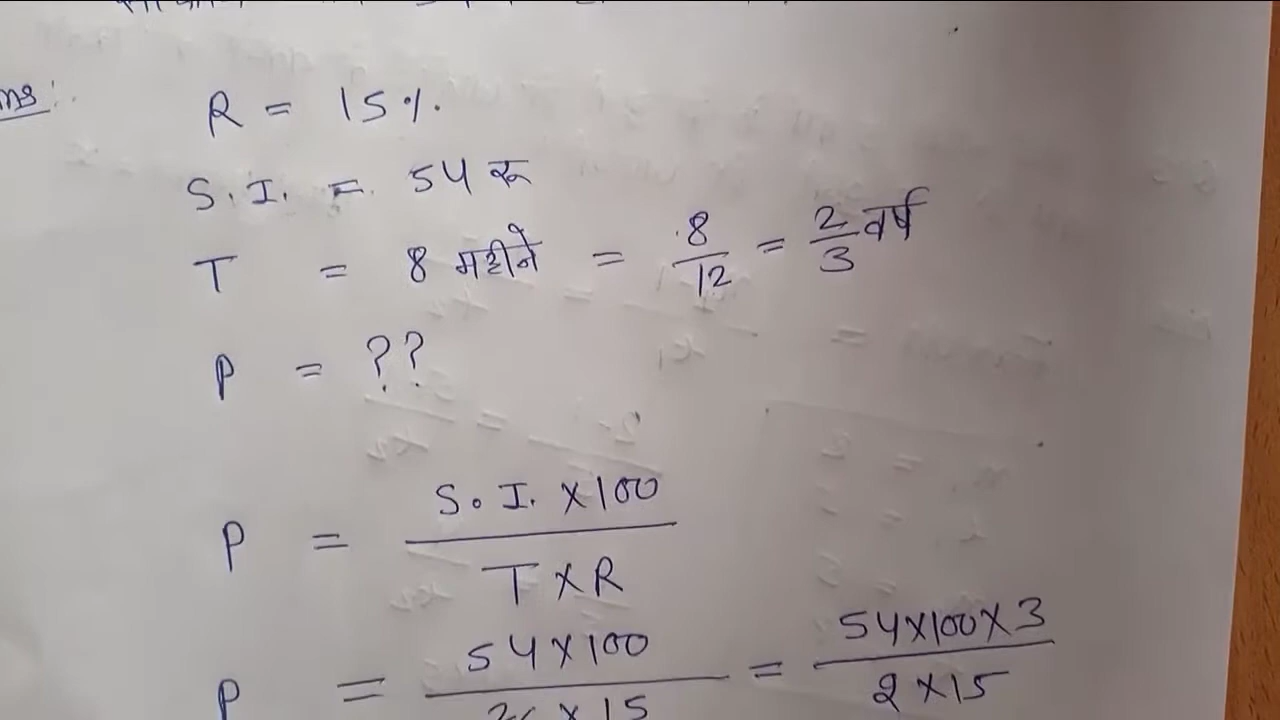 R = 15%.
S.I. = 54 रू
T = 8 महीने = 8/12 = 2/3 वर्ष
P = ??
P = S.I. × 100 / T × R
P = 54×100 / × 15 = 54×100×3 / 2×15